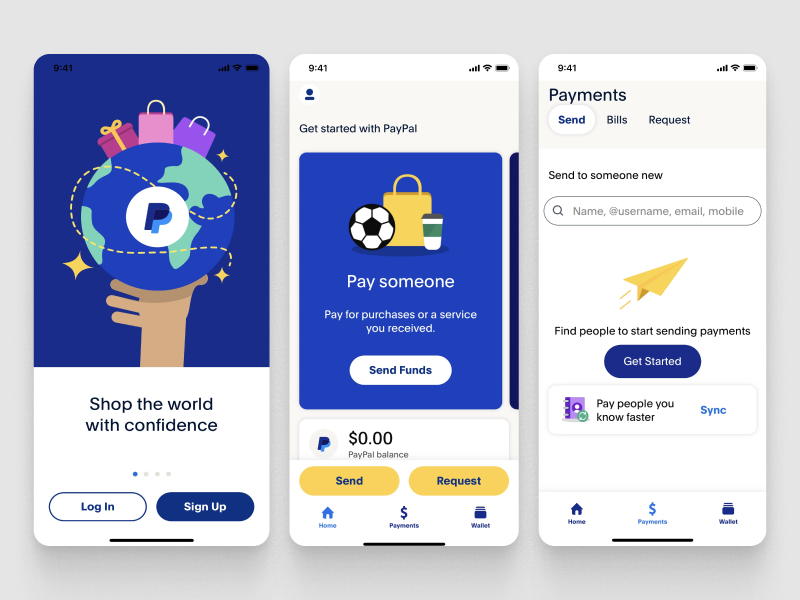 9:41
Shop the world
with confidence
Log In
Sign Up
9:41
Get started with PayPal
Pay someone
Pay for purchases or a service
you received.
Send Funds
$0.00
PayPal balance
Send
Request
Home
Payments
Wallet
9:41
Payments
Send
Bills
Request
Send to someone new
Name, @username, email, mobile
Find people to start sending payments
Get Started
Pay people you
know faster
Sync
Home
Payments
Wallet